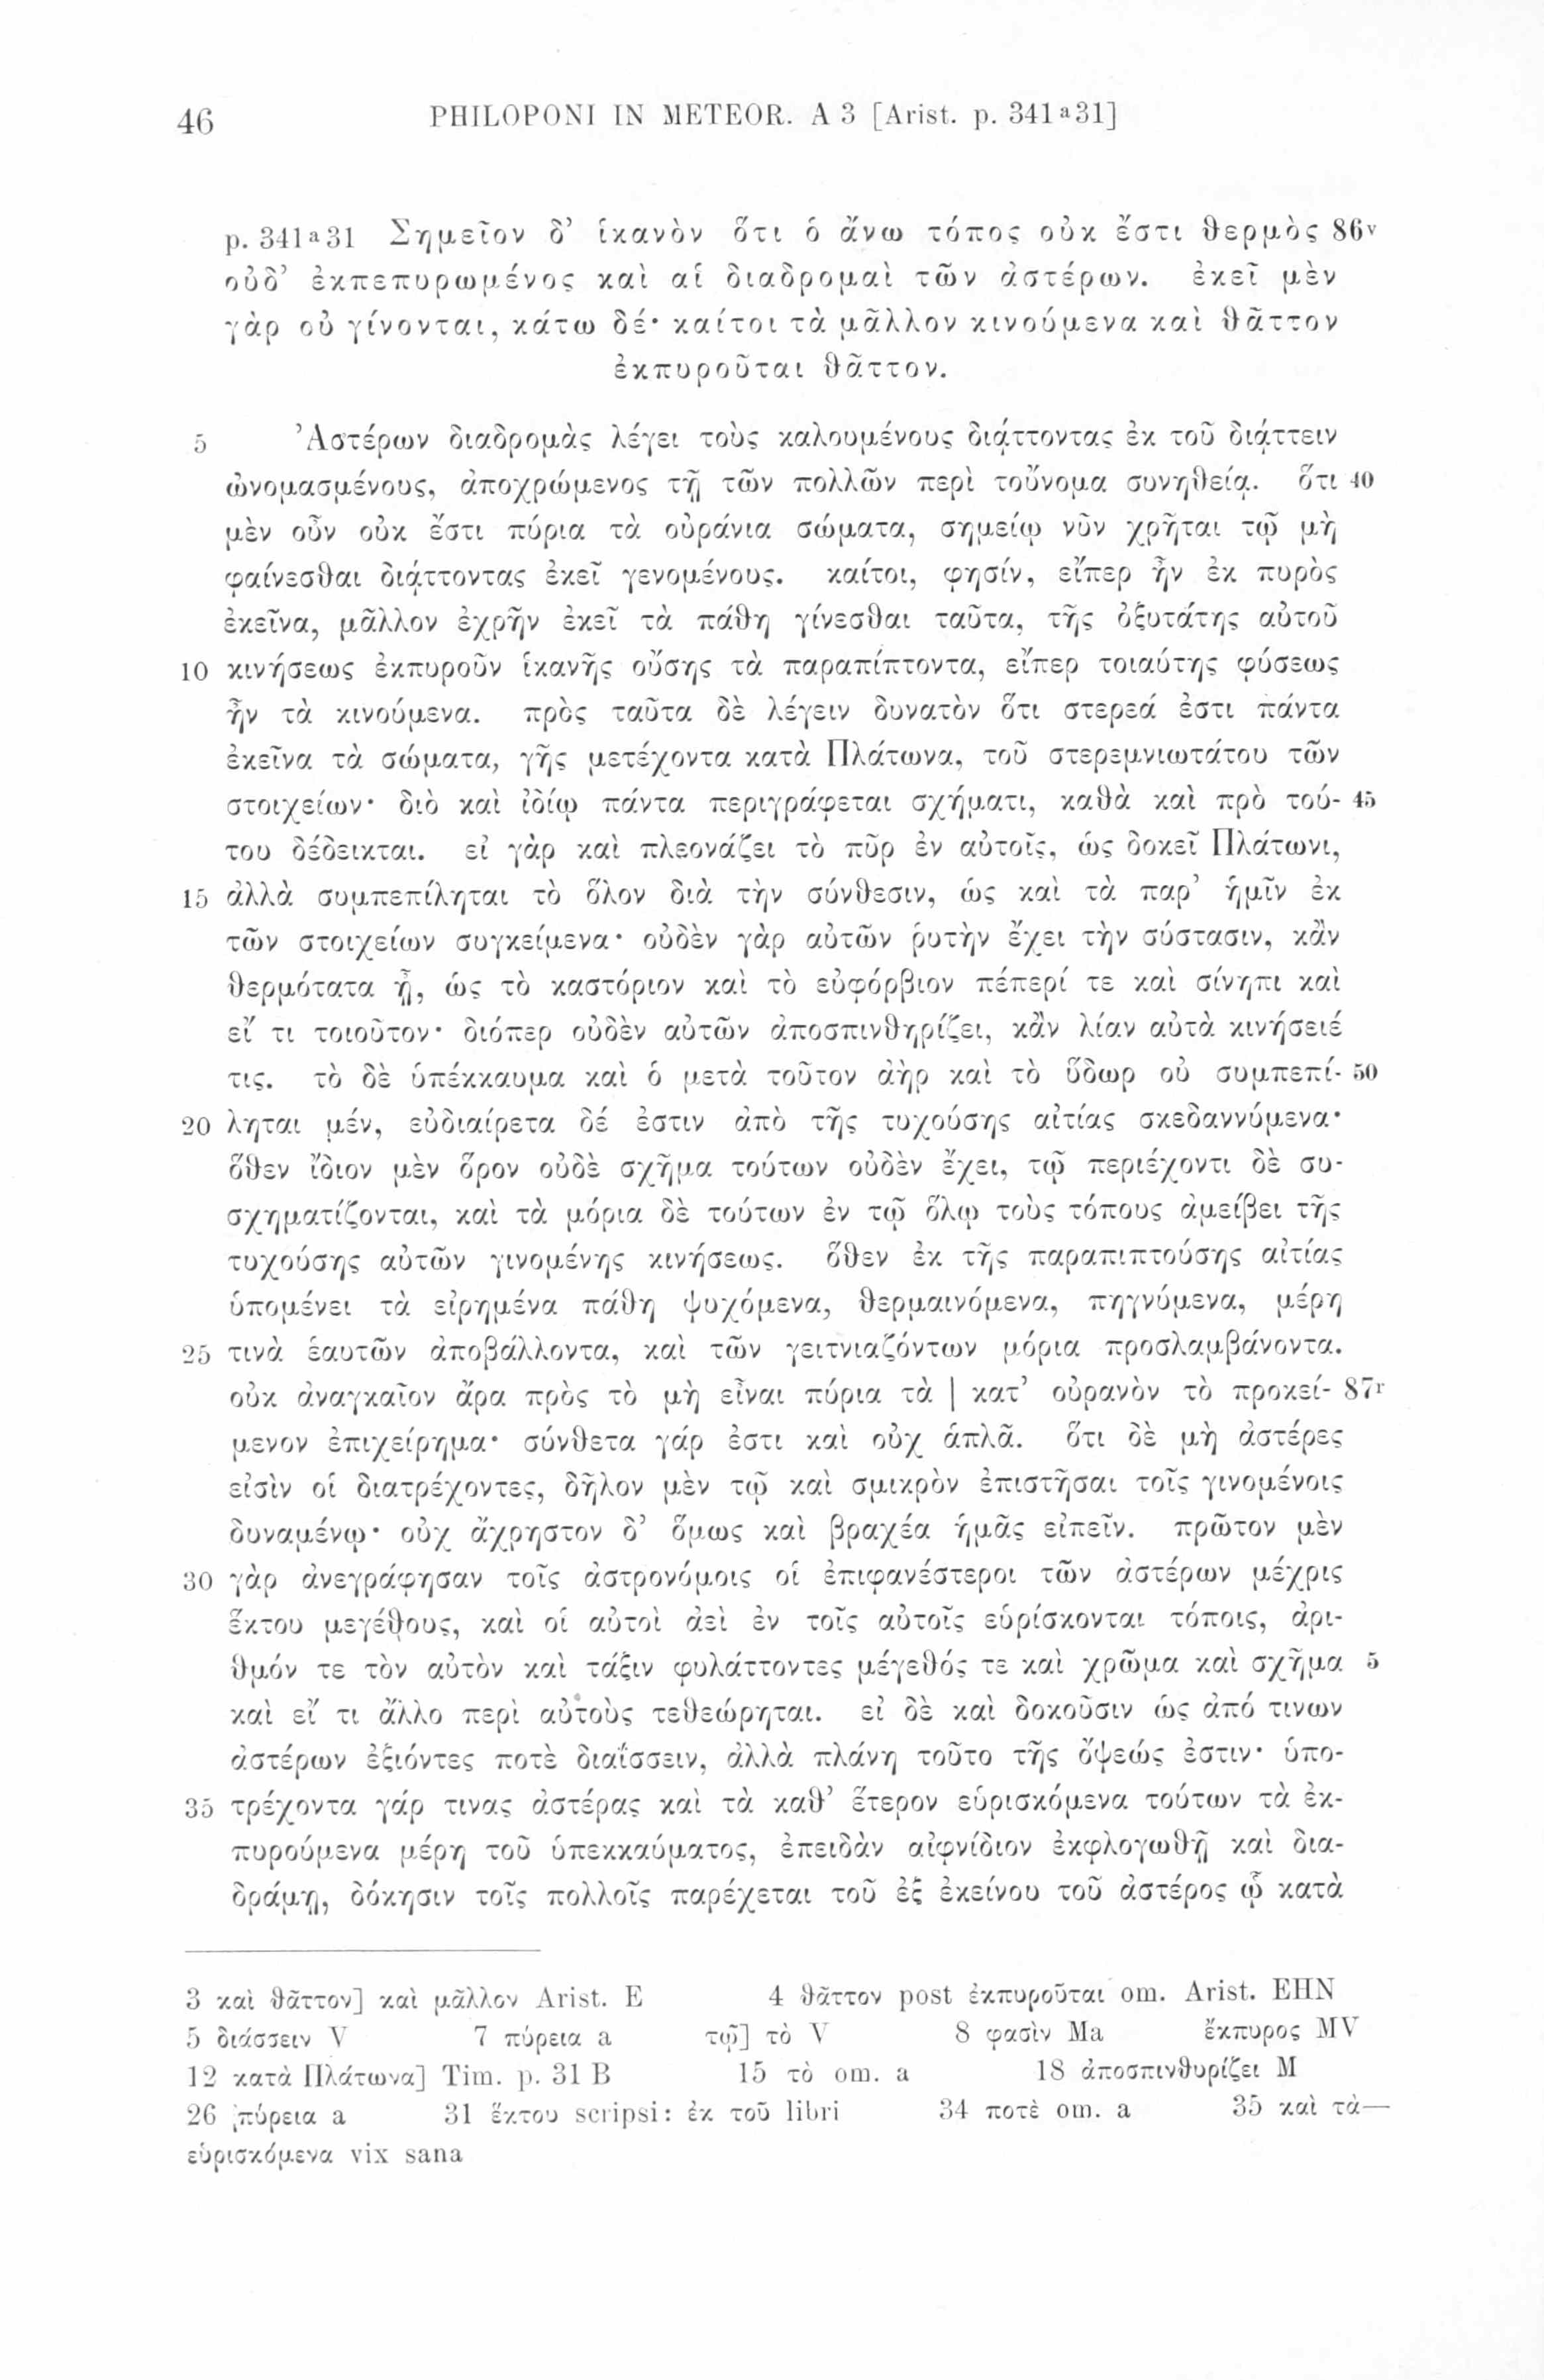 46 PHILOPONI IN METEOR. A 3 [Arist. p. 341ᵃ31]
p. 341ᵃ31 Σημεῖον δ’ ἱκανὸν ὅτι ὁ ἄνω τόπος οὐκ ἔστι θερμὸς 86ᵛ
οὐδ’ ἐκπεπυρωμένος καὶ αἱ διαδρομαὶ τῶν ἀστέρων. ἐκεῖ μὲν
γὰρ οὐ γίνονται, κάτω δέ· καίτοι τὰ μᾶλλον κινούμενα καὶ θᾶττον
ἐκπυροῦται θᾶττον.
5 Ἀστέρων διαδρομὰς λέγει τοὺς καλουμένους διᾴττοντας ἐκ τοῦ διᾴττειν
ὠνομασμένους, ἀποχρώμενος τῇ τῶν πολλῶν περὶ τοὔνομα συνηθείᾳ. ὅτι 40
μὲν οὖν οὐκ ἔστι πύρια τὰ οὐράνια σώματα, σημείῳ νῦν χρῆται τῷ μὴ
φαίνεσθαι διᾴττοντας ἐκεῖ γενομένους. καίτοι, φησίν, εἴπερ ἦν ἐκ πυρὸς
ἐκεῖνα, μᾶλλον ἐχρῆν ἐκεῖ τὰ πάθη γίνεσθαι ταῦτα, τῆς ὀξυτάτης αὐτοῦ
10 κινήσεως ἐκπυροῦν ἱκανῆς οὔσης τὰ παραπίπτοντα, εἴπερ τοιαύτης φύσεως
ἦν τὰ κινούμενα. πρὸς ταῦτα δὲ λέγειν δυνατὸν ὅτι στερεά ἐστι πάντα
ἐκεῖνα τὰ σώματα, γῆς μετέχοντα κατὰ Πλάτωνα, τοῦ στερεμνιωτάτου τῶν
στοιχείων· διὸ καὶ ἰδίῳ πάντα περιγράφεται σχήματι, καθὰ καὶ πρὸ τού- 45
του δέδεικται. εἰ γὰρ καὶ πλεονάζει τὸ πῦρ ἐν αὐτοῖς, ὡς δοκεῖ Πλάτωνι,
15 ἀλλὰ συμπεπίληται τὸ ὅλον διὰ τὴν σύνθεσιν, ὡς καὶ τὰ παρ’ ἡμῖν ἐκ
τῶν στοιχείων συγκείμενα· οὐδὲν γὰρ αὐτῶν ῥυτὴν ἔχει τὴν σύστασιν, κἂν
θερμότατα ᾖ, ὡς τὸ καστόριον καὶ τὸ εὐφόρβιον πέπερί τε καὶ σίνηπι καὶ
εἴ τι τοιοῦτον· διόπερ οὐδὲν αὐτῶν ἀποσπινθηρίζει, κἂν λίαν αὐτὰ κινήσειέ
τις. τὸ δὲ ὑπέκκαυμα καὶ ὁ μετὰ τοῦτον ἀὴρ καὶ τὸ ὕδωρ οὐ συμπεπί- 50
20 ληται μέν, εὐδιαίρετα δέ ἐστιν ἀπὸ τῆς τυχούσης αἰτίας σκεδαννύμενα·
ὅθεν ἴδιον μὲν ὅρον οὐδὲ σχῆμα τούτων οὐδὲν ἔχει, τῷ περιέχοντι δὲ συ-
σχηματίζονται, καὶ τὰ μόρια δὲ τούτων ἐν τῷ ὅλῳ τοὺς τόπους ἀμείβει τῆς
τυχούσης αὐτῶν γινομένης κινήσεως. ὅθεν ἐκ τῆς παραπιπτούσης αἰτίας
ὑπομένει τὰ εἰρημένα πάθη ψυχόμενα, θερμαινόμενα, πηγνύμενα, μέρη
25 τινὰ ἑαυτῶν ἀποβάλλοντα, καὶ τῶν γειτνιαζόντων μόρια προσλαμβάνοντα.
οὐκ ἀναγκαῖον ἄρα πρὸς τὸ μὴ εἶναι πύρια τὰ | κατ’ οὐρανὸν τὸ προκεί- 87ʳ
μενον ἐπιχείρημα· σύνθετα γάρ ἐστι καὶ οὐχ ἁπλᾶ. ὅτι δὲ μὴ ἀστέρες
εἰσὶν οἱ διατρέχοντες, δῆλον μὲν τῷ καὶ σμικρὸν ἐπιστῆσαι τοῖς γινομένοις
δυναμένῳ· οὐχ ἄχρηστον δ’ ὅμως καὶ βραχέα ἡμᾶς εἰπεῖν. πρῶτον μὲν
30 γὰρ ἀνεγράφησαν τοῖς ἀστρονόμοις οἱ ἐπιφανέστεροι τῶν ἀστέρων μέχρις
ἕκτου μεγέθους, καὶ οἱ αὐτοὶ ἀεὶ ἐν τοῖς αὐτοῖς εὑρίσκονται τόποις, ἀρι-
θμόν τε τὸν αὐτὸν καὶ τάξιν φυλάττοντες μέγεθός τε καὶ χρῶμα καὶ σχῆμα 5
καὶ εἴ τι ἄλλο περὶ αὐτοὺς τεθεώρηται. εἰ δὲ καὶ δοκοῦσιν ὡς ἀπό τινων
ἀστέρων ἐξιόντες ποτὲ διαΐσσειν, ἀλλὰ πλάνη τοῦτο τῆς ὄψεώς ἐστιν· ὑπο-
35 τρέχοντα γάρ τινας ἀστέρας καὶ τὰ καθ’ ἕτερον εὑρισκόμενα τούτων τὰ ἐκ-
πυρούμενα μέρη τοῦ ὑπεκκαύματος, ἐπειδὰν αἰφνίδιον ἐκφλογωθῇ καὶ δια-
δράμῃ, δόκησιν τοῖς πολλοῖς παρέχεται τοῦ ἐξ ἐκείνου τοῦ ἀστέρος ᾧ κατὰ
3 καὶ θᾶττον] καὶ μᾶλλον Arist. E 4 θᾶττον post ἐκπυροῦται om. Arist. EHN
5 διάσσειν V 7 πύρεια a τῷ] τὸ V 8 φασὶν Ma ἔκπυρος MV
12 κατὰ Πλάτωνα] Tim. p. 31 B 15 τὸ om. a 18 ἀποσπινθυρίζει M
26 πύρεια a 31 ἕκτου scripsi: ἐκ τοῦ libri 34 ποτὲ om. a 35 καὶ τὰ—
εὑρισκόμενα vix sana